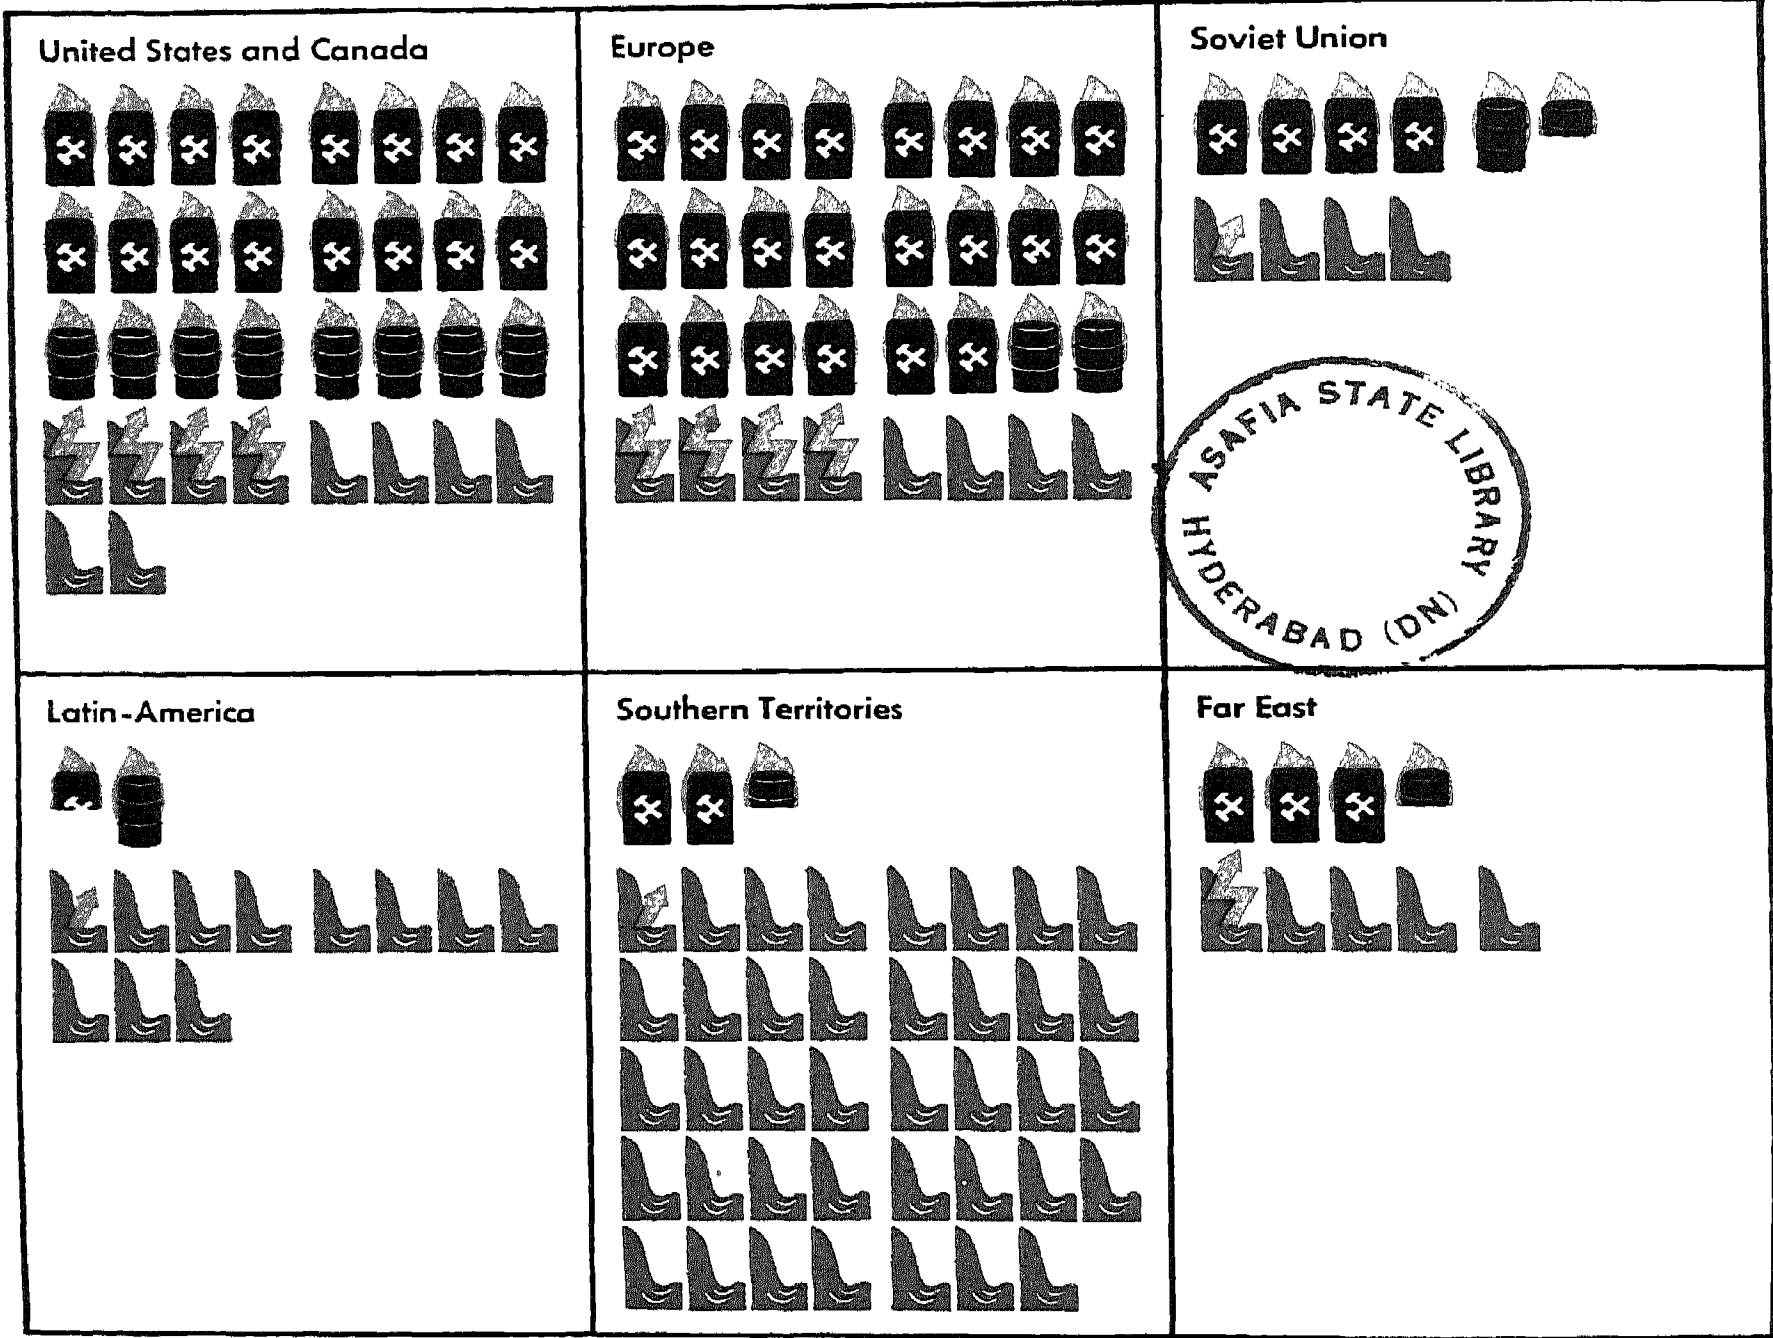 United States and Canada
Europe
Soviet Union
ASAFIA STATE LIBRARY
HYDERABAD (DN)
Latin-America
Southern Territories
Far East